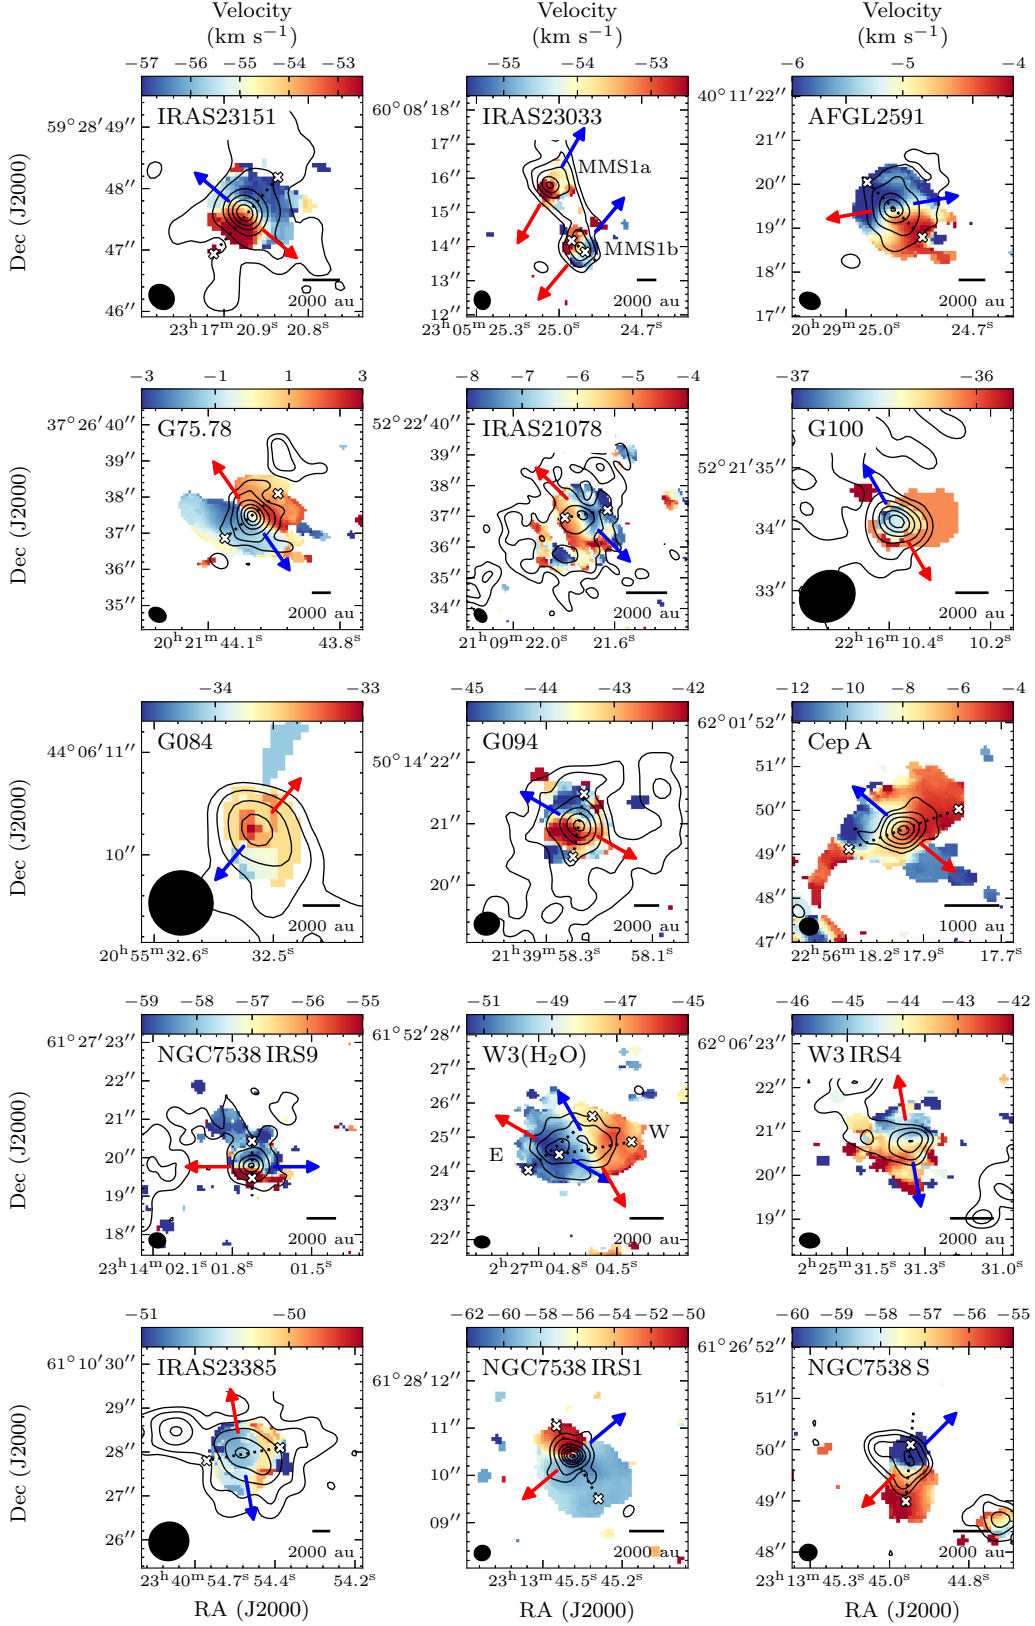 Velocity Velocity Velocity
(km s⁻¹) (km s⁻¹) (km s⁻¹)
−57 −56 −55 −54 −53 −55 −54 −53 −6 −5 −4
IRAS23151 IRAS23033 AFGL2591
59°28′49″ 48″ 47″ 46″
Dec (J2000)
2000 au
23ʰ17ᵐ20.9ˢ 20.8ˢ
60°08′18″ 17″ 16″ 15″ 14″ 13″ 12″
MMS1a
MMS1b
2000 au
23ʰ05ᵐ25.3ˢ 25.0ˢ 24.7ˢ
40°11′22″ 21″ 20″ 19″ 18″ 17″
2000 au
20ʰ29ᵐ25.0ˢ 24.7ˢ
−3 −1 1 3 −8 −7 −6 −5 −4 −37 −36
G75.78 IRAS21078 G100
37°26′40″ 39″ 38″ 37″ 36″ 35″
Dec (J2000)
2000 au
20ʰ21ᵐ44.1ˢ 43.8ˢ
52°22′40″ 39″ 38″ 37″ 36″ 35″ 34″
2000 au
21ʰ09ᵐ22.0ˢ 21.6ˢ
52°21′35″ 34″ 33″
2000 au
22ʰ16ᵐ10.4ˢ 10.2ˢ
−34 −33 −45 −44 −43 −42 −12 −10 −8 −6 −4
G084 G094 Cep A
44°06′11″ 10″
Dec (J2000)
2000 au
20ʰ55ᵐ32.6ˢ 32.5ˢ
50°14′22″ 21″ 20″
2000 au
21ʰ39ᵐ58.3ˢ 58.1ˢ
62°01′52″ 51″ 50″ 49″ 48″ 47″
1000 au
22ʰ56ᵐ18.2ˢ 17.9ˢ 17.7ˢ
−59 −58 −57 −56 −55 −51 −49 −47 −45 −46 −45 −44 −43 −42
NGC7538 IRS9 W3(H₂O) W3 IRS4
61°27′23″ 22″ 21″ 20″ 19″ 18″
Dec (J2000)
2000 au
23ʰ14ᵐ02.1ˢ 01.8ˢ 01.5ˢ
61°52′28″ 27″ 26″ 25″ 24″ 23″ 22″
E
W
2000 au
2ʰ27ᵐ04.8ˢ 04.5ˢ
62°06′23″ 22″ 21″ 20″ 19″
2000 au
2ʰ25ᵐ31.5ˢ 31.3ˢ 31.0ˢ
−51 −50 −62 −60 −58 −56 −54 −52 −50 −60 −59 −58 −57 −56 −55
IRAS23385 NGC7538 IRS1 NGC7538 S
61°10′30″ 29″ 28″ 27″ 26″
Dec (J2000)
2000 au
23ʰ40ᵐ54.7ˢ 54.4ˢ 54.2ˢ
RA (J2000)
61°28′12″ 11″ 10″ 09″
2000 au
23ʰ13ᵐ45.5ˢ 45.2ˢ
RA (J2000)
61°26′52″ 51″ 50″ 49″ 48″
2000 au
23ʰ13ᵐ45.3ˢ 45.0ˢ 44.8ˢ
RA (J2000)